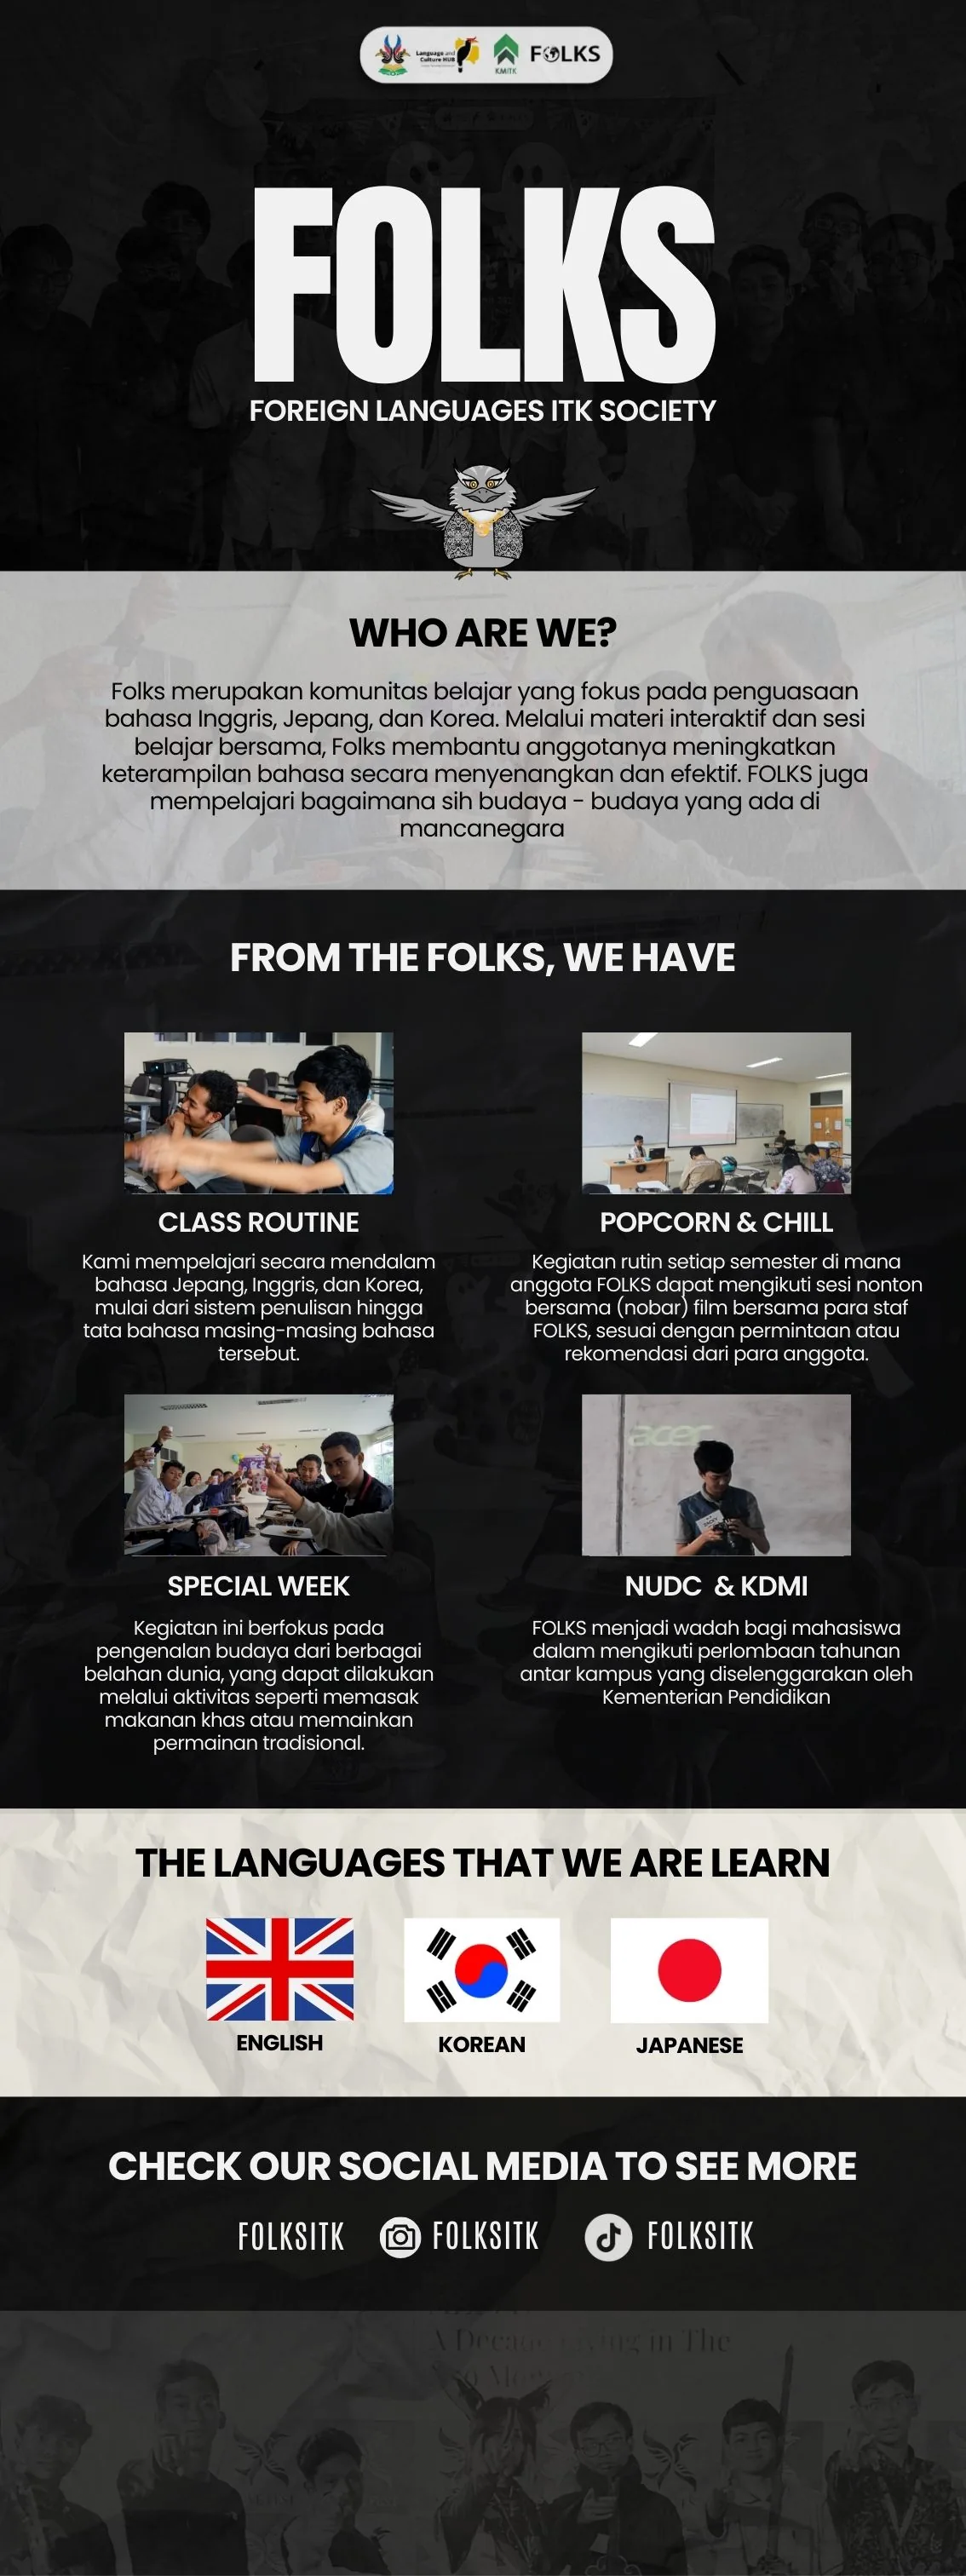 Language and
Culture HUB
KMITK
FOLKS
FOLKS
FOREIGN LANGUAGES ITK SOCIETY
WHO ARE WE?
Folks merupakan komunitas belajar yang fokus pada penguasaan
bahasa Inggris, Jepang, dan Korea. Melalui materi interaktif dan sesi
belajar bersama, Folks membantu anggotanya meningkatkan
keterampilan bahasa secara menyenangkan dan efektif. FOLKS juga
mempelajari bagaimana sih budaya - budaya yang ada di
mancanegara
FROM THE FOLKS, WE HAVE
CLASS ROUTINE
Kami mempelajari secara mendalam
bahasa Jepang, Inggris, dan Korea,
mulai dari sistem penulisan hingga
tata bahasa masing-masing bahasa
tersebut.
POPCORN & CHILL
Kegiatan rutin setiap semester di mana
anggota FOLKS dapat mengikuti sesi nonton
bersama (nobar) film bersama para staf
FOLKS, sesuai dengan permintaan atau
rekomendasi dari para anggota.
SPECIAL WEEK
Kegiatan ini berfokus pada
pengenalan budaya dari berbagai
belahan dunia, yang dapat dilakukan
melalui aktivitas seperti memasak
makanan khas atau memainkan
permainan tradisional.
acer
NUDC & KDMI
FOLKS menjadi wadah bagi mahasiswa
dalam mengikuti perlombaan tahunan
antar kampus yang diselenggarakan oleh
Kementerian Pendidikan
THE LANGUAGES THAT WE ARE LEARN
ENGLISH
KOREAN
JAPANESE
CHECK OUR SOCIAL MEDIA TO SEE MORE
FOLKSITK
FOLKSITK
FOLKSITK
in The